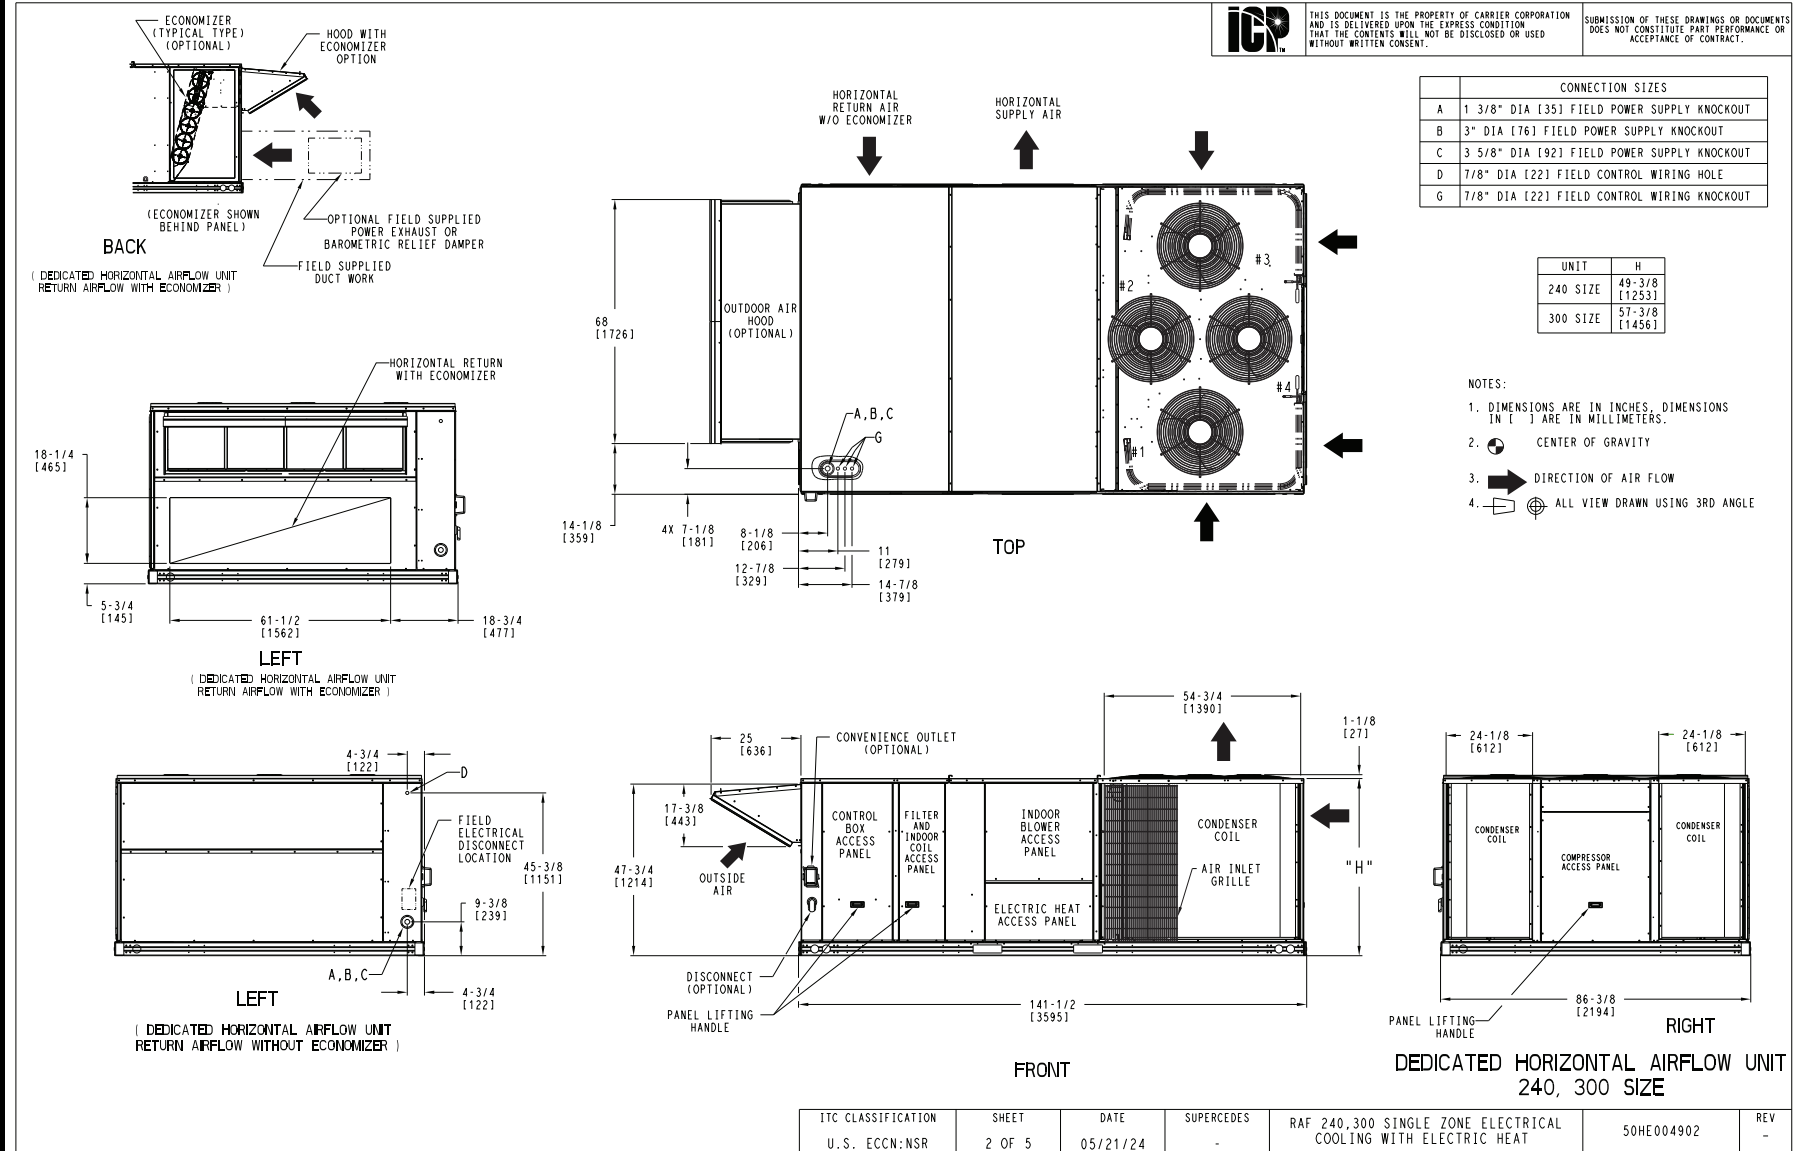 ICP
TM
THIS DOCUMENT IS THE PROPERTY OF CARRIER CORPORATION
AND IS DELIVERED UPON THE EXPRESS CONDITION
THAT THE CONTENTS WILL NOT BE DISCLOSED OR USED
WITHOUT WRITTEN CONSENT.
SUBMISSION OF THESE DRAWINGS OR DOCUMENTS
DOES NOT CONSTITUTE PART PERFORMANCE OR
ACCEPTANCE OF CONTRACT.
ECONOMIZER
(TYPICAL TYPE)
(OPTIONAL)
HOOD WITH
ECONOMIZER
OPTION
(ECONOMIZER SHOWN
BEHIND PANEL)
OPTIONAL FIELD SUPPLIED
POWER EXHAUST OR
BAROMETRIC RELIEF DAMPER
FIELD SUPPLIED
DUCT WORK
BACK
( DEDICATED HORIZONTAL AIRFLOW UNIT
RETURN AIRFLOW WITH ECONOMIZER )
HORIZONTAL
RETURN AIR
W/O ECONOMIZER
HORIZONTAL
SUPPLY AIR
OUTDOOR AIR
HOOD
(OPTIONAL)
68
[1726]
#3
#2
#4
#1
A,B,C
G
14-1/8
[359]
4X 7-1/8
[181]
8-1/8
[206]
11
[279]
12-7/8
[329]
14-7/8
[379]
TOP
CONNECTION SIZES
A 1 3/8" DIA [35] FIELD POWER SUPPLY KNOCKOUT
B 3" DIA [76] FIELD POWER SUPPLY KNOCKOUT
C 3 5/8" DIA [92] FIELD POWER SUPPLY KNOCKOUT
D 7/8" DIA [22] FIELD CONTROL WIRING HOLE
G 7/8" DIA [22] FIELD CONTROL WIRING KNOCKOUT
UNIT H
240 SIZE 49-3/8
[1253]
300 SIZE 57-3/8
[1456]
NOTES:
1. DIMENSIONS ARE IN INCHES, DIMENSIONS
IN [ ] ARE IN MILLIMETERS.
2. CENTER OF GRAVITY
3. DIRECTION OF AIR FLOW
4. ALL VIEW DRAWN USING 3RD ANGLE
HORIZONTAL RETURN
WITH ECONOMIZER
18-1/4
[465]
5-3/4
[145]
61-1/2
[1562]
18-3/4
[477]
LEFT
( DEDICATED HORIZONTAL AIRFLOW UNIT
RETURN AIRFLOW WITH ECONOMIZER )
4-3/4
[122]
D
FIELD
ELECTRICAL
DISCONNECT
LOCATION
45-3/8
[1151]
9-3/8
[239]
A,B,C
4-3/4
[122]
LEFT
( DEDICATED HORIZONTAL AIRFLOW UNIT
RETURN AIRFLOW WITHOUT ECONOMIZER )
25
[636]
CONVENIENCE OUTLET
(OPTIONAL)
54-3/4
[1390]
1-1/8
[27]
17-3/8
[443]
47-3/4
[1214]
OUTSIDE
AIR
CONTROL
BOX
ACCESS
PANEL
FILTER
AND
INDOOR
COIL
ACCESS
PANEL
INDOOR
BLOWER
ACCESS
PANEL
ELECTRIC HEAT
ACCESS PANEL
CONDENSER
COIL
AIR INLET
GRILLE
"H"
DISCONNECT
(OPTIONAL)
PANEL LIFTING
HANDLE
141-1/2
[3595]
FRONT
24-1/8
[612]
24-1/8
[612]
CONDENSER
COIL
COMPRESSOR
ACCESS PANEL
CONDENSER
COIL
86-3/8
[2194]
PANEL LIFTING
HANDLE
RIGHT
DEDICATED HORIZONTAL AIRFLOW UNIT
240, 300 SIZE
ITC CLASSIFICATION
U.S. ECCN:NSR
SHEET
2 OF 5
DATE
05/21/24
SUPERCEDES
-
RAF 240,300 SINGLE ZONE ELECTRICAL
COOLING WITH ELECTRIC HEAT
50HE004902
REV
-